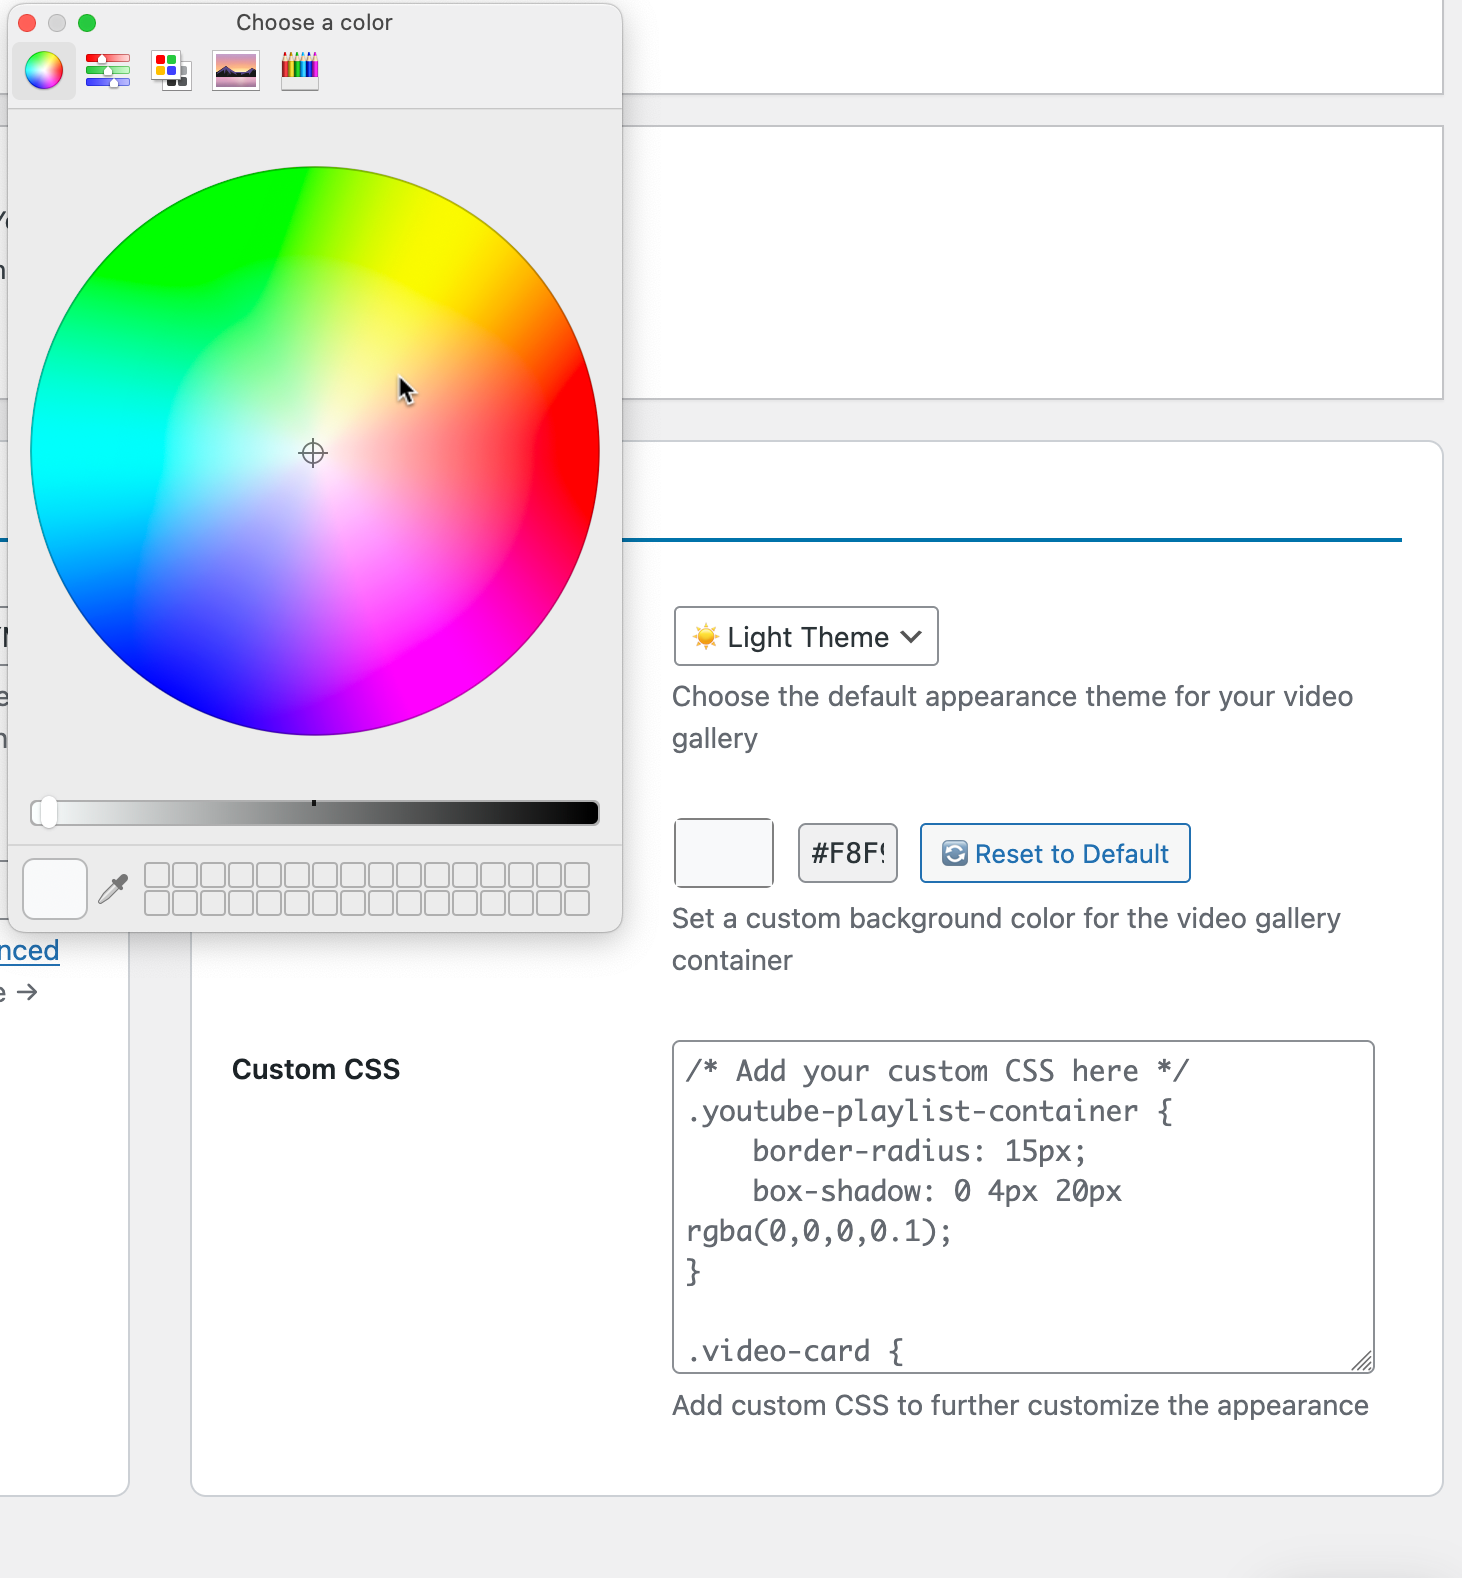 Choose a color
Light Theme
Choose the default appearance theme for your video
gallery
#F8F9
Reset to Default
Set a custom background color for the video gallery
container
nced
e →
Custom CSS
/* Add your custom CSS here */
.youtube-playlist-container {
border-radius: 15px;
box-shadow: 0 4px 20px
rgba(0,0,0,0.1);
}
.video-card {
Add custom CSS to further customize the appearance